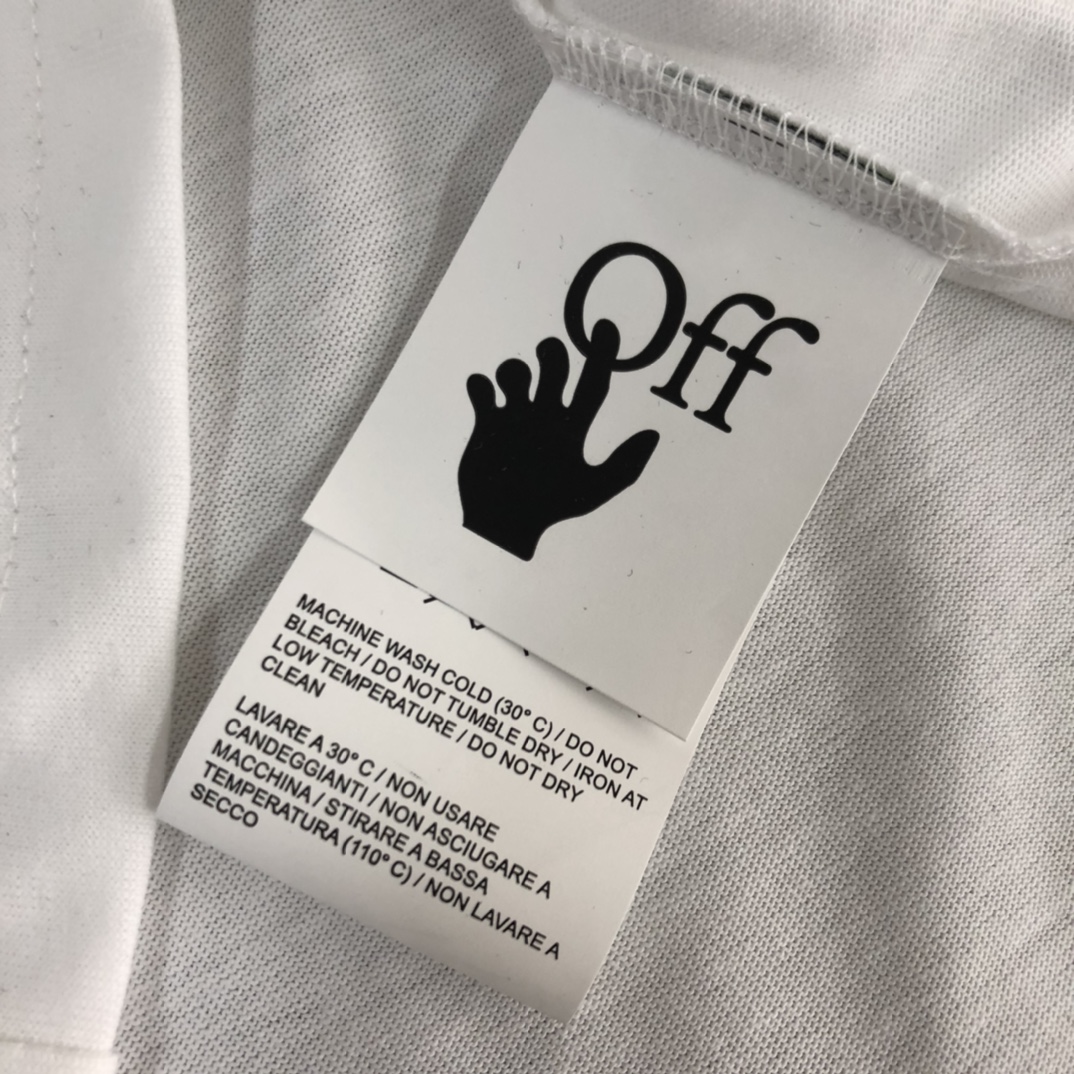 Off
MACHINE WASH COLD (30° C) / DO NOT
BLEACH / DO NOT TUMBLE DRY / IRON AT
LOW TEMPERATURE / DO NOT DRY
CLEAN
LAVARE A 30° C / NON USARE
CANDEGGIANTI / NON ASCIUGARE A
MACCHINA / STIRARE A BASSA
TEMPERATURA (110° C) / NON LAVARE A
SECCO